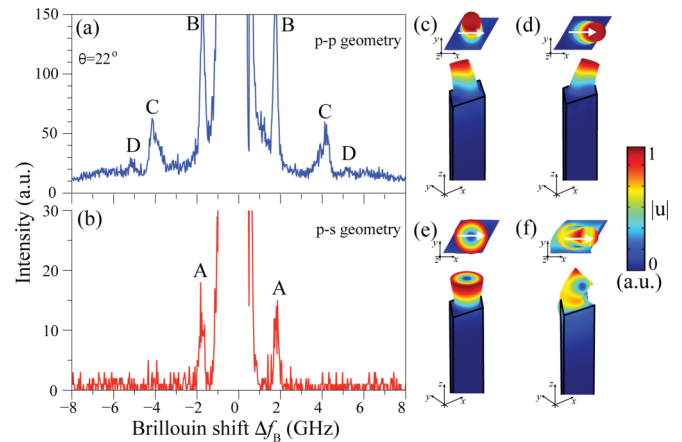 (a)
B
B
p-p geometry
θ=22°
C
C
D
D
150
100
50
0
(b)
p-s geometry
A
A
30
20
10
0
Intensity (a.u.)
−8
−6
−4
−2
0
2
4
6
8
Brillouin shift Δf_B (GHz)
(c)
y
z
x
z
y
x
(d)
y
z
x
z
y
x
(e)
y
z
x
z
y
x
(f)
y
z
x
z
y
x
1
|u|
0
(a.u.)